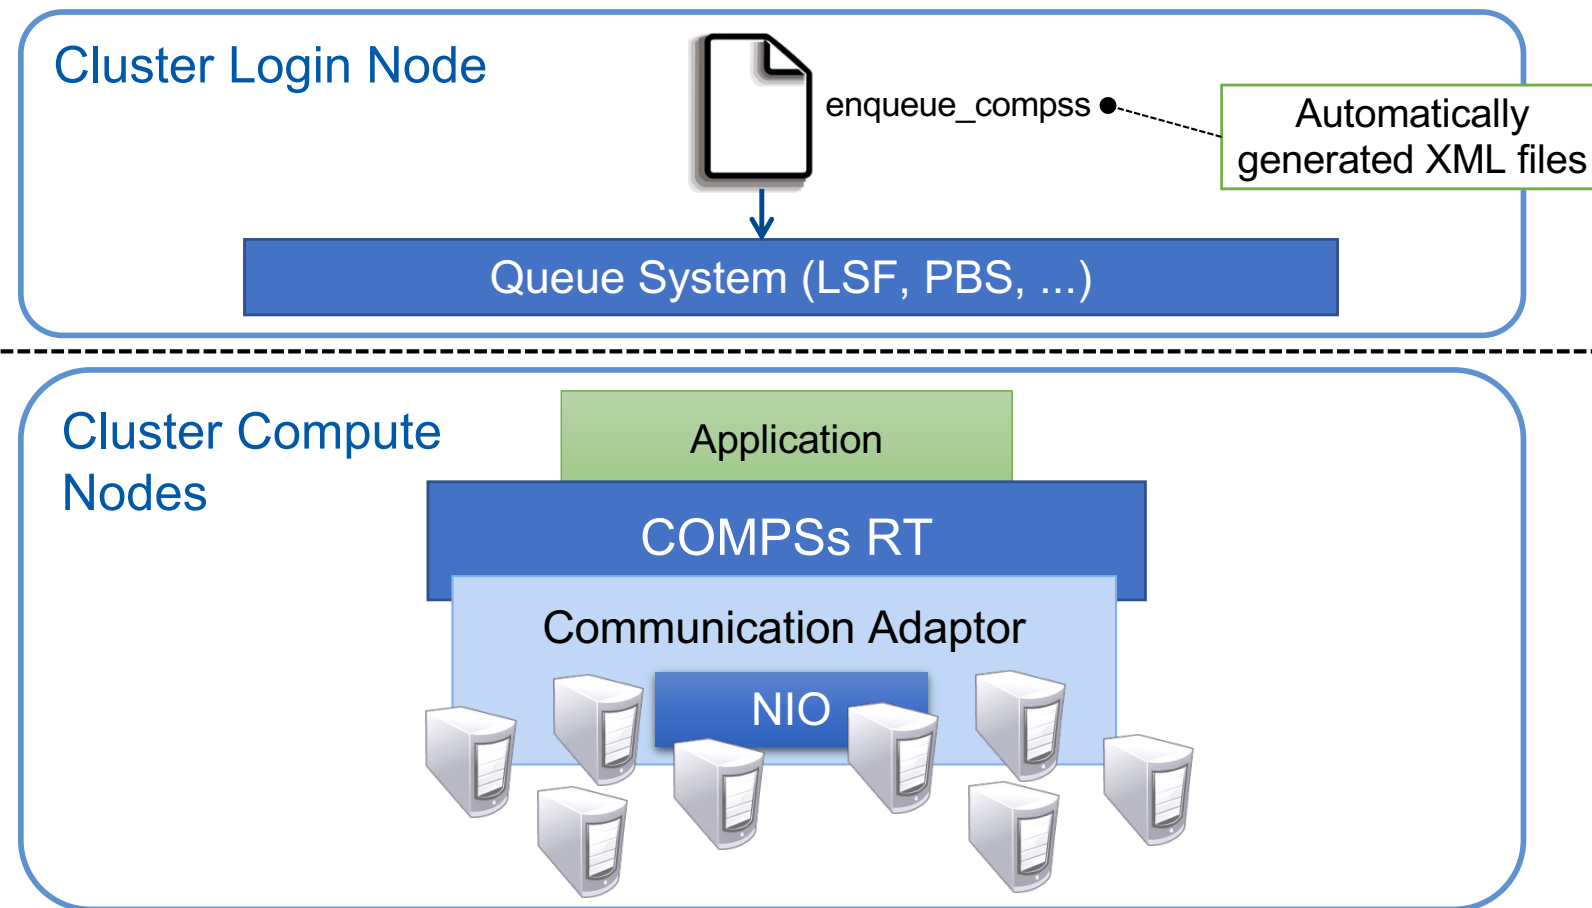 Cluster Login Node
enqueue_compss
Automatically
generated XML files
Queue System (LSF, PBS, ...)
Cluster Compute
Nodes
Application
COMPSs RT
Communication Adaptor
NIO